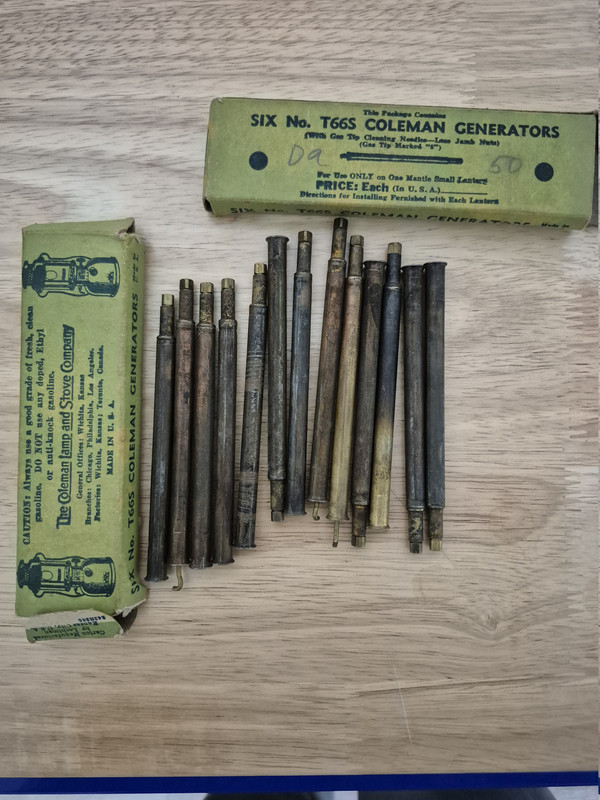 This Package Contains
SIX No. T66S COLEMAN GENERATORS
(With Gas Tip Cleaning Needles—Less Jamb Nuts)
(Gas Tip Marked "S")
Da 50
For Use ONLY on One Mantle Small Lantern
PRICE: Each (In U. S. A.)
Directions for Installing Furnished with Each Lantern
SIX No. T66S COLEMAN GENERATORS
CAUTION: Always use a good grade of fresh, clean
gasoline. DO NOT use any doped, Ethyl
or anti-knock gasoline.
The Coleman Lamp and Stove Company
General Offices: Wichita, Kansas
Branches: Chicago, Philadelphia, Los Angeles.
Factories: Wichita, Kansas; Toronto, Canada.
MADE IN U. S. A.
SIX No. T66S COLEMAN GENERATORS